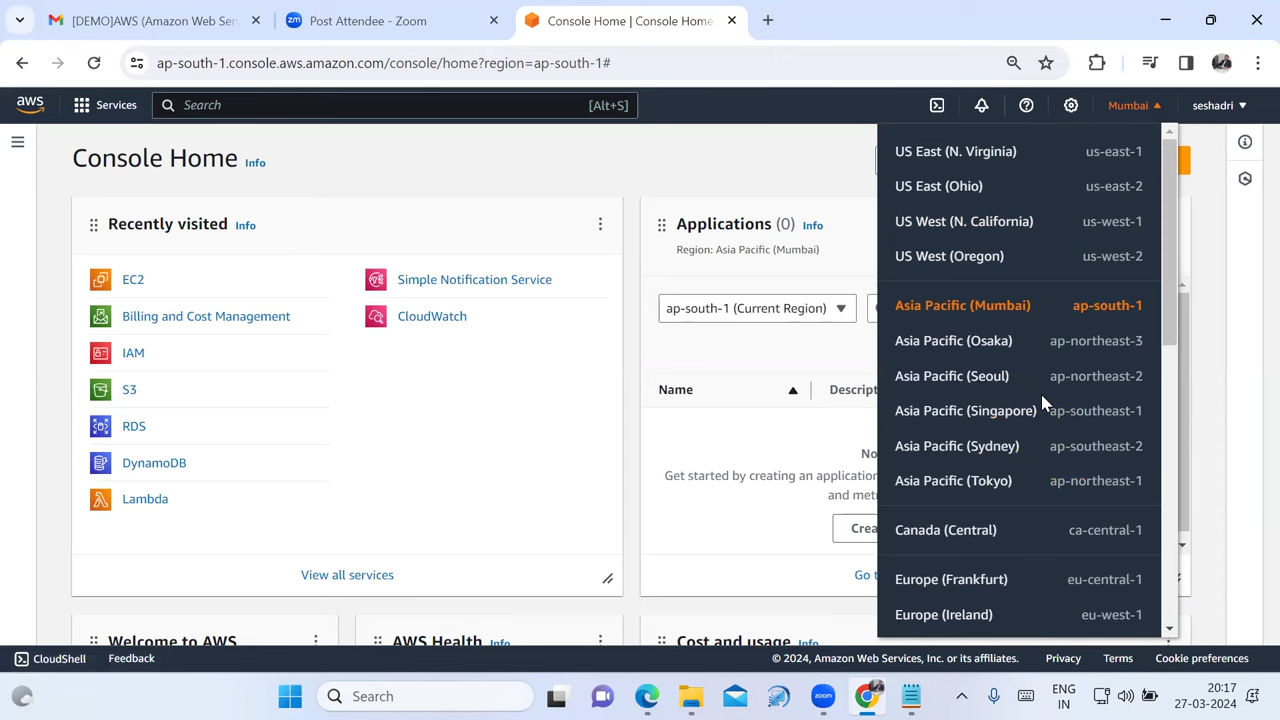 [DEMO]AWS (Amazon Web Ser
zm Post Attendee - Zoom
Console Home | Console Home
ap-south-1.console.aws.amazon.com/console/home?region=ap-south-1#
aws Services Search [Alt+S] Mumbai seshadri
Console Home Info
Recently visited Info
EC2
Billing and Cost Management
IAM
S3
RDS
DynamoDB
Lambda
Simple Notification Service
CloudWatch
View all services
Applications (0) Info
Region: Asia Pacific (Mumbai)
ap-south-1 (Current Region)
Name Descript
No
Get started by creating an application
and metr
Crea
Go t
US East (N. Virginia) us-east-1
US East (Ohio) us-east-2
US West (N. California) us-west-1
US West (Oregon) us-west-2
Asia Pacific (Mumbai) ap-south-1
Asia Pacific (Osaka) ap-northeast-3
Asia Pacific (Seoul) ap-northeast-2
Asia Pacific (Singapore) ap-southeast-1
Asia Pacific (Sydney) ap-southeast-2
Asia Pacific (Tokyo) ap-northeast-1
Canada (Central) ca-central-1
Europe (Frankfurt) eu-central-1
Europe (Ireland) eu-west-1
Welcome to AWS
AWS Health Info
Cost and usage Info
CloudShell Feedback
© 2024, Amazon Web Services, Inc. or its affiliates. Privacy Terms Cookie preferences
Search
zoom
ENG
IN
20:17
27-03-2024